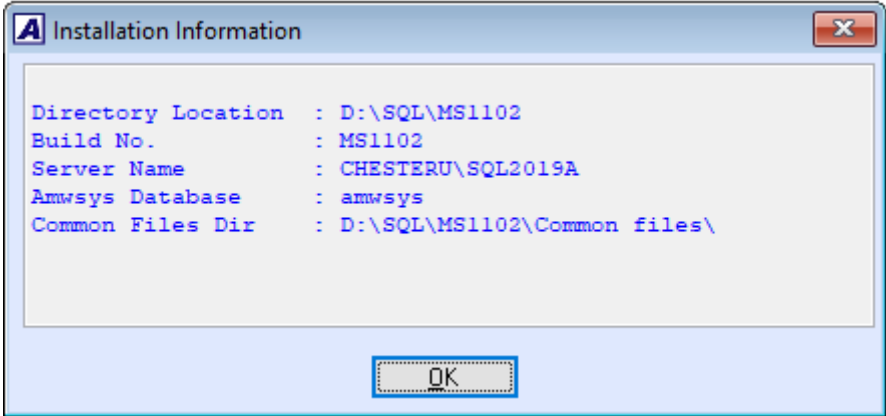 Installation Information
Directory Location : D:\SQL\MS1102
Build No. : MS1102
Server Name : CHESTERU\SQL2019A
Amwsys Database : amwsys
Common Files Dir : D:\SQL\MS1102\Common files\
OK